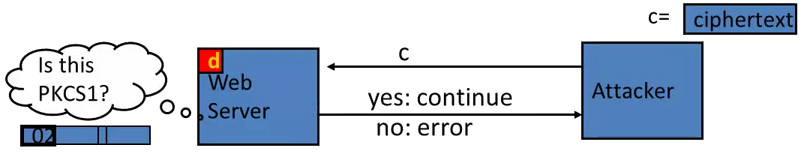 c= ciphertext
Is this
PKCS1?
02
d
Web
Server
c
yes: continue
no: error
Attacker